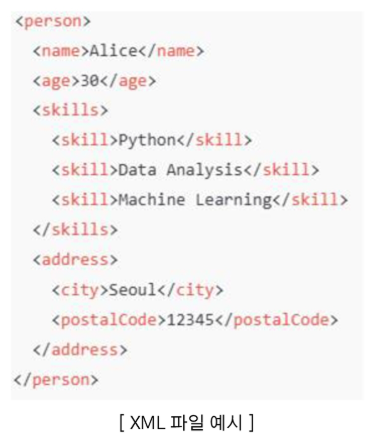 <person>
  <name>Alice</name>
  <age>30</age>
  <skills>
    <skill>Python</skill>
    <skill>Data Analysis</skill>
    <skill>Machine Learning</skill>
  </skills>
  <address>
    <city>Seoul</city>
    <postalCode>12345</postalCode>
  </address>
</person>
[ XML 파일 예시 ]